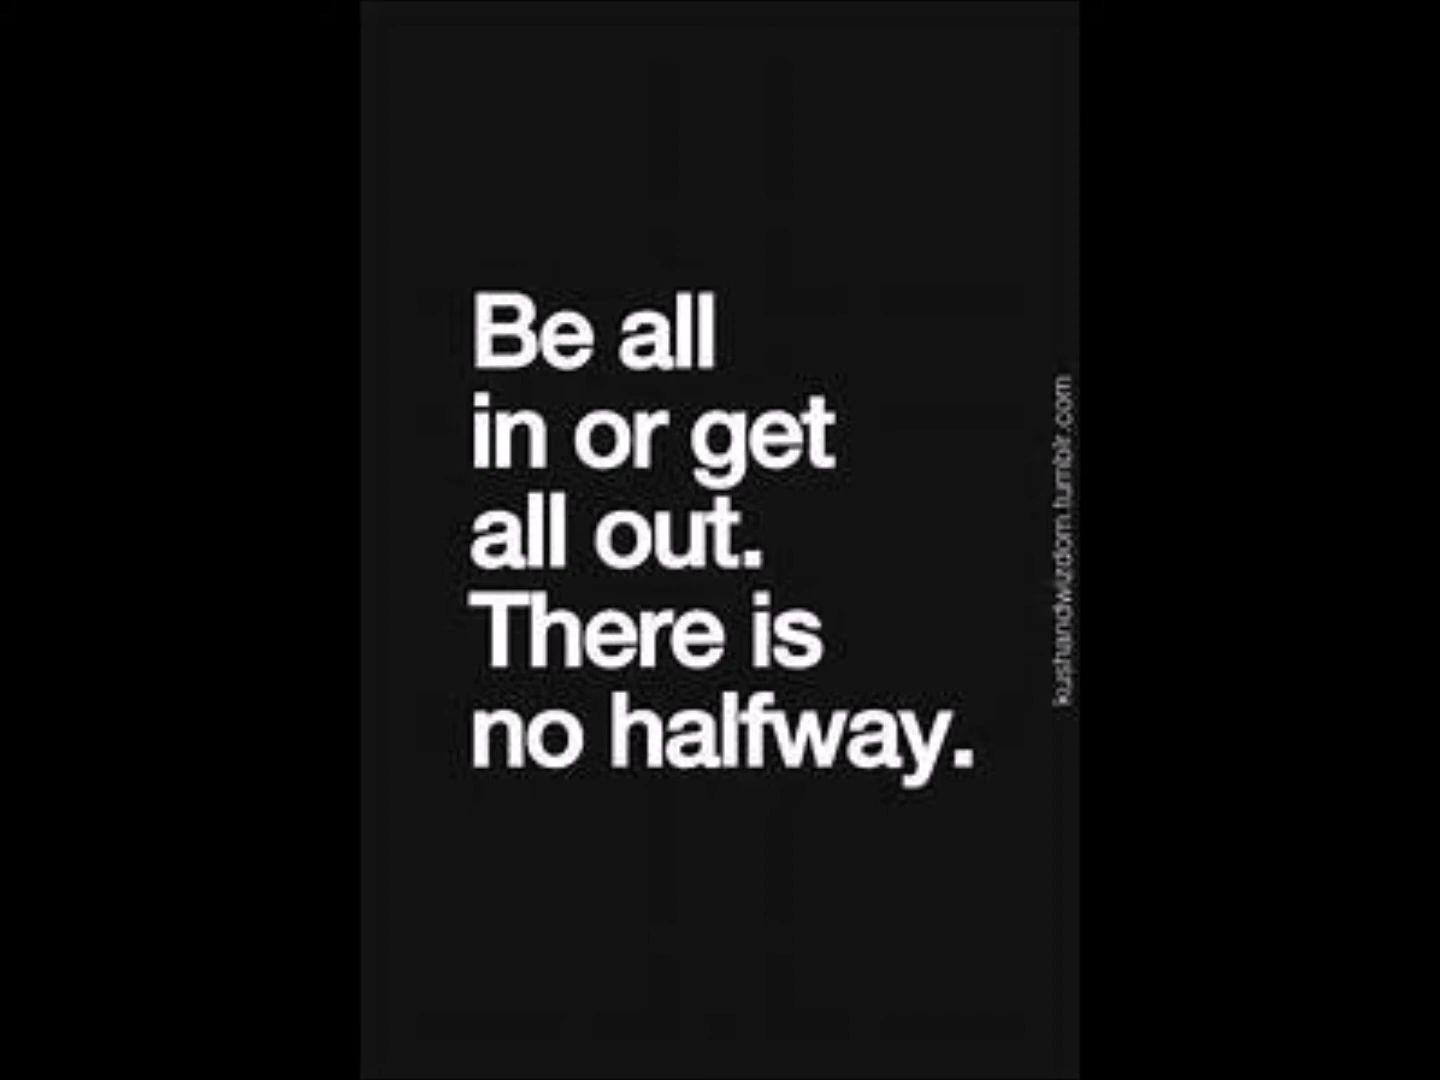 Be all
in or get
all out.
There is
no halfway.
kushandwizdom.tumblr.com